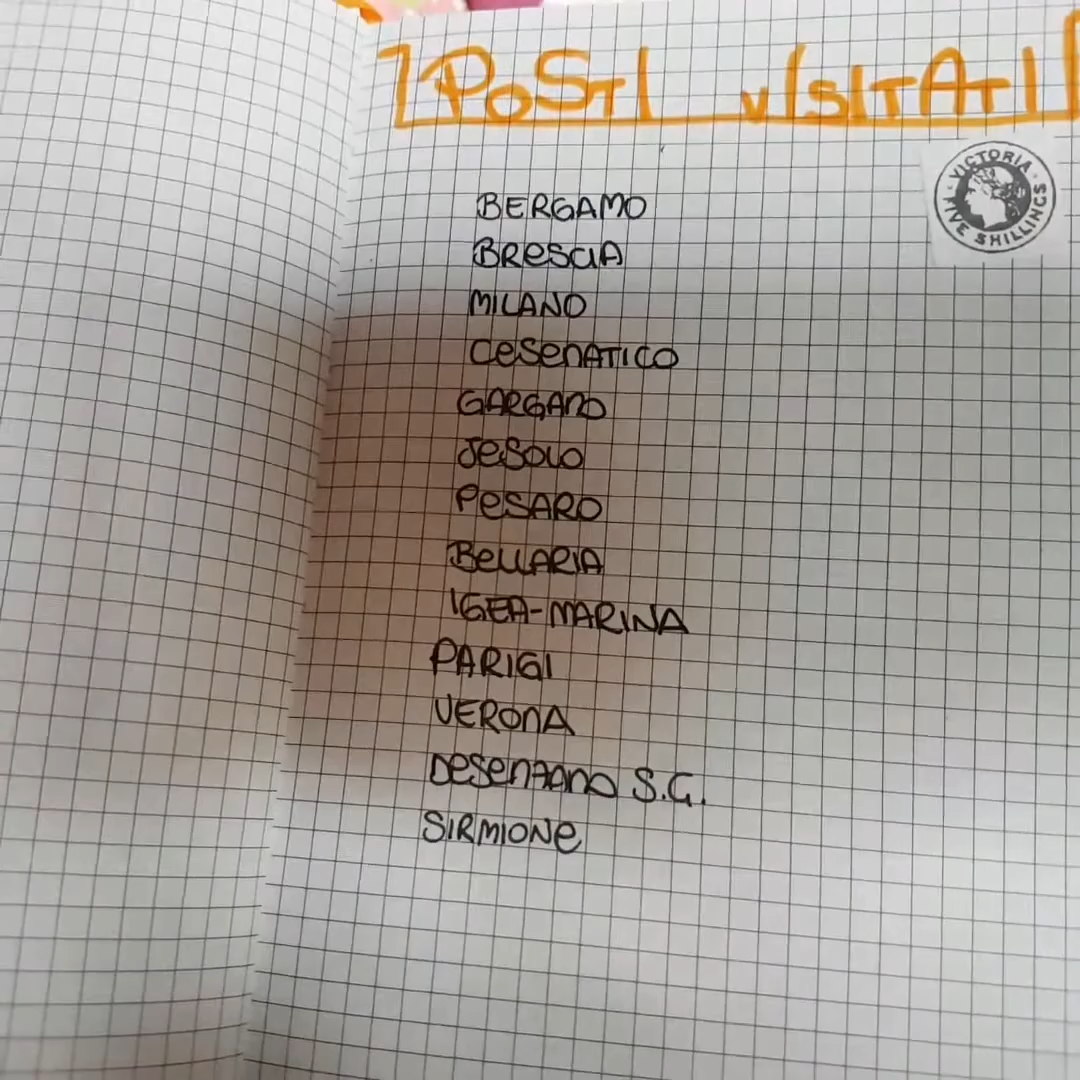 POSTI VISITATI
VICTORIA
FIVE SHILLINGS
BERGAMO
BRESCIA
MILANO
CESENATICO
GARGANO
JESOLO
PESARO
BELLARIA
IGEA-MARINA
PARIGI
VERONA
DESENZANO S.G.
SIRMIONE